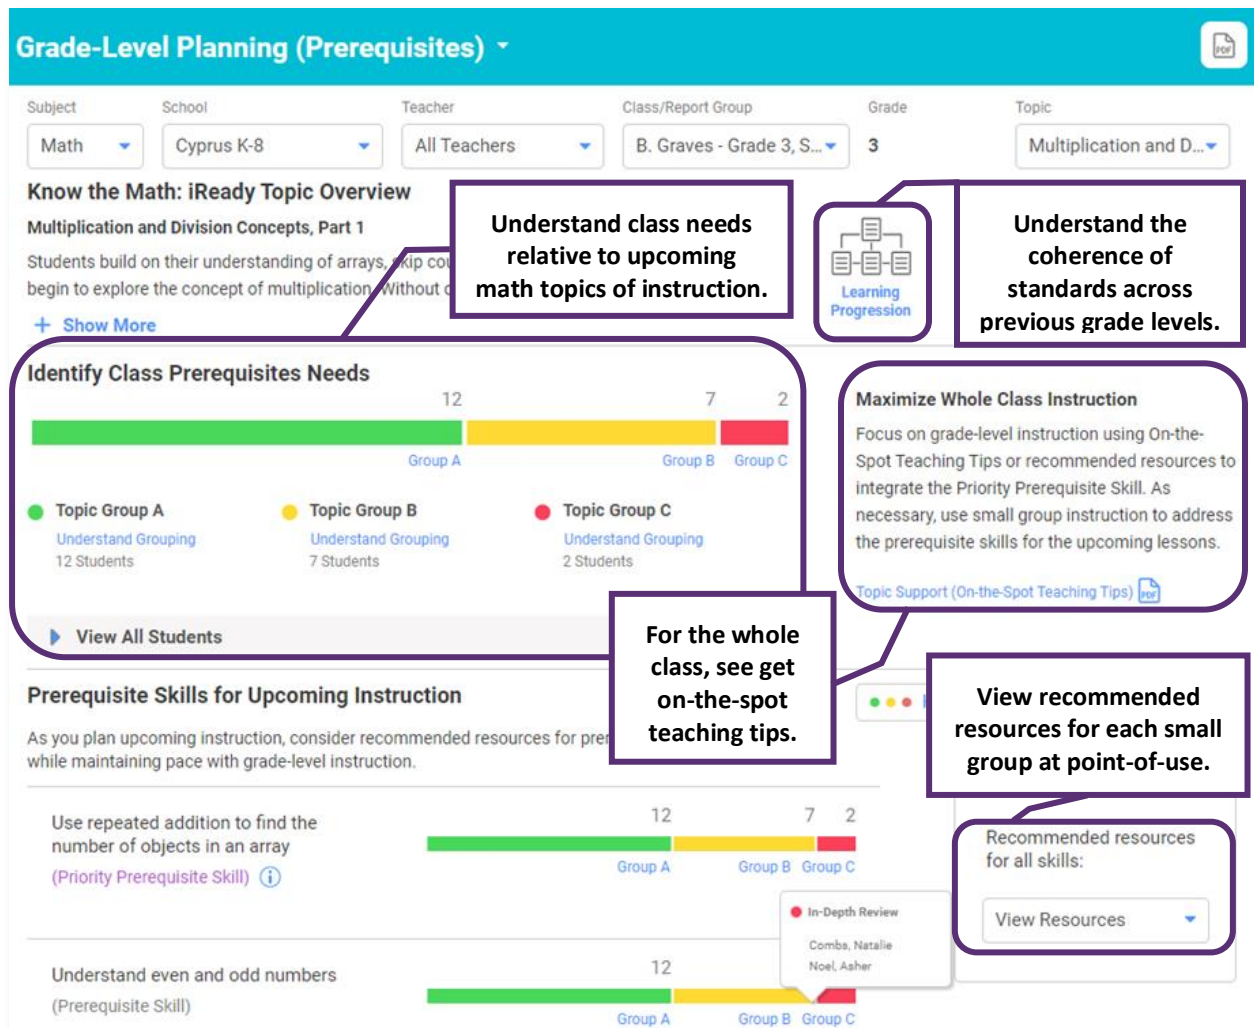 Grade-Level Planning (Prerequisites)
PDF
Subject
School
Teacher
Class/Report Group
Grade
Topic
Math
Cyprus K-8
All Teachers
B. Graves - Grade 3, S...
3
Multiplication and D...
Know the Math: iReady Topic Overview
Multiplication and Division Concepts, Part 1
Students build on their understanding of arrays, skip cou
begin to explore the concept of multiplication. Without
+ Show More
Understand class needs
relative to upcoming
math topics of instruction.
Learning
Progression
Understand the
coherence of
standards across
previous grade levels.
Identify Class Prerequisites Needs
12
7
2
Group A
Group B
Group C
Topic Group A
Understand Grouping
12 Students
Topic Group B
Understand Grouping
7 Students
Topic Group C
Understand Grouping
2 Students
View All Students
Maximize Whole Class Instruction
Focus on grade-level instruction using On-the-
Spot Teaching Tips or recommended resources to
integrate the Priority Prerequisite Skill. As
necessary, use small group instruction to address
the prerequisite skills for the upcoming lessons.
Topic Support (On-the-Spot Teaching Tips)
PDF
For the whole
class, see get
on-the-spot
teaching tips.
Prerequisite Skills for Upcoming Instruction
As you plan upcoming instruction, consider recommended resources for prer
while maintaining pace with grade-level instruction.
View recommended
resources for each small
group at point-of-use.
Use repeated addition to find the
number of objects in an array
(Priority Prerequisite Skill)
12
7
2
Group A
Group B
Group C
Recommended resources
for all skills:
View Resources
In-Depth Review
Combs, Natalie
Noel, Asher
Understand even and odd numbers
(Prerequisite Skill)
12
Group A
Group B
Group C